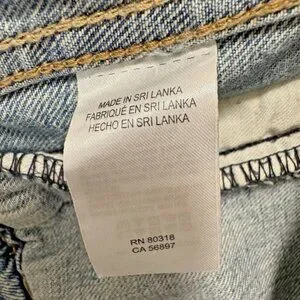 MADE IN SRI LANKA
FABRIQUÉ EN SRI LANKA
HECHO EN SRI LANKA
RN 80318
CA 56897